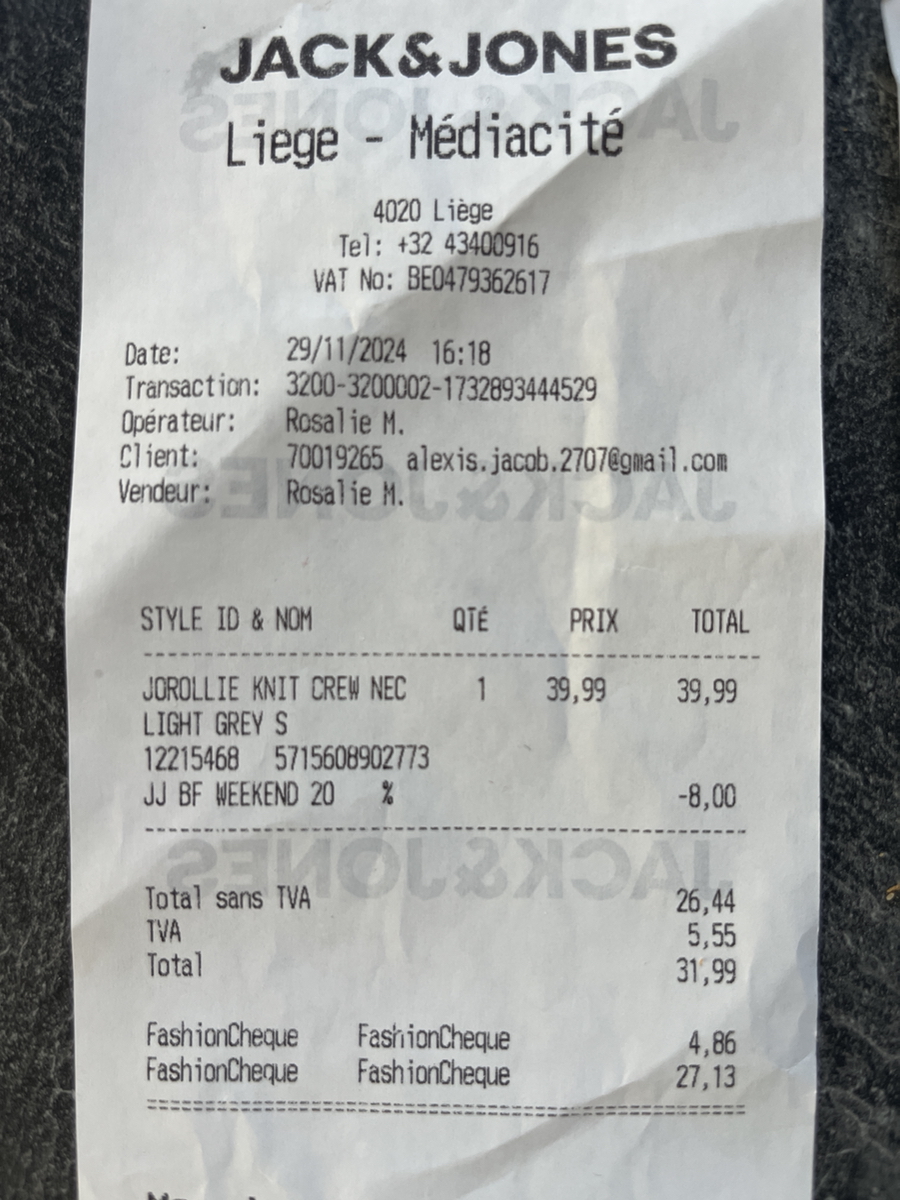 JACK&JONES
Liege - Médiacité
4020 Liège
Tel: +32 43400916
VAT No: BE0479362617
Date: 29/11/2024 16:18
Transaction: 3200-3200002-1732893444529
Opérateur: Rosalie M.
Client: 70019265 alexis.jacob.2707@gmail.com
Vendeur: Rosalie M.
STYLE ID & NOM QTÉ PRIX TOTAL
JOROLLIE KNIT CREW NEC 1 39,99 39,99
LIGHT GREY S
12215468 5715608902773
JJ BF WEEKEND 20 % -8,00
Total sans TVA 26,44
TVA 5,55
Total 31,99
FashionCheque FashionCheque 4,86
FashionCheque FashionCheque 27,13